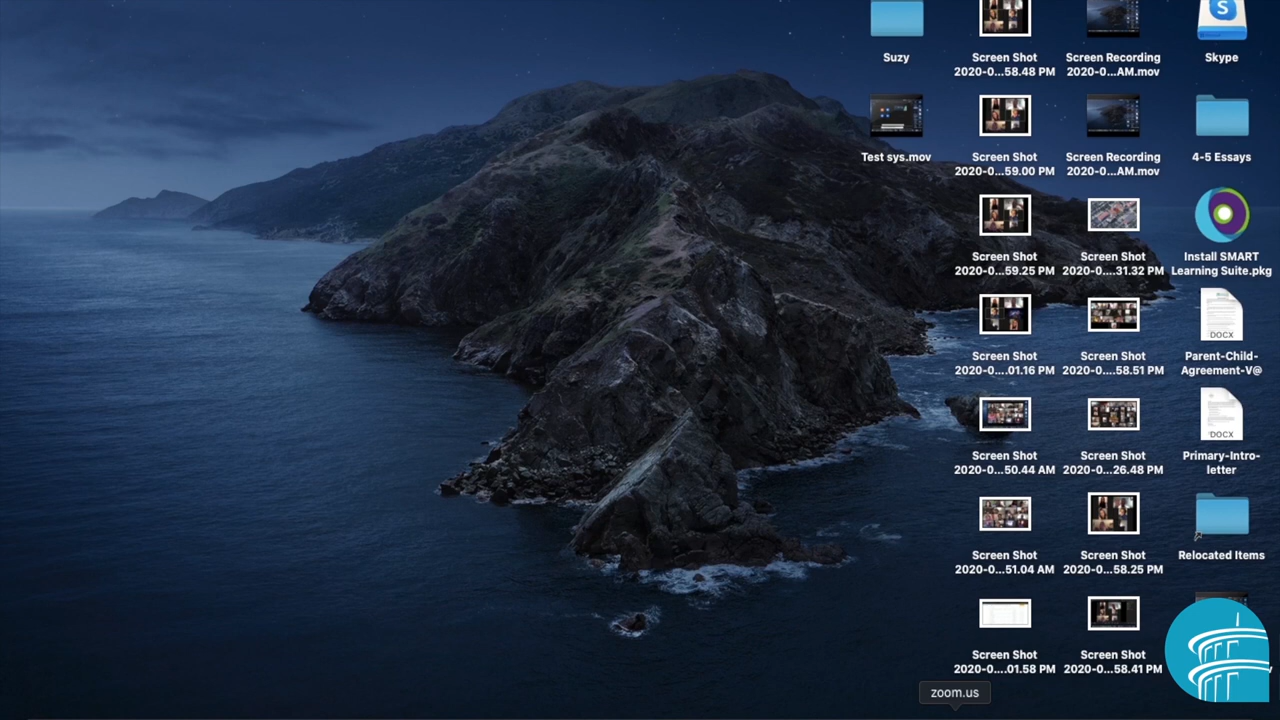 Suzy
Screen Shot
2020-0...58.48 PM
Screen Recording
2020-0...AM.mov
Skype
Test sys.mov
Screen Shot
2020-0...59.00 PM
Screen Recording
2020-0...AM.mov
4-5 Essays
Screen Shot
2020-0...59.25 PM
Screen Shot
2020-0....31.32 PM
Install SMART
Learning Suite.pkg
Screen Shot
2020-0....01.16 PM
Screen Shot
2020-0....58.51 PM
DOCX
Parent-Child-
Agreement-V@
Screen Shot
2020-0...50.44 AM
Screen Shot
2020-0...26.48 PM
DOCX
Primary-Intro-
letter
Screen Shot
2020-0...51.04 AM
Screen Shot
2020-0...58.25 PM
Relocated Items
Screen Shot
2020-0....01.58 PM
Screen Shot
2020-0...58.41 PM
zoom.us